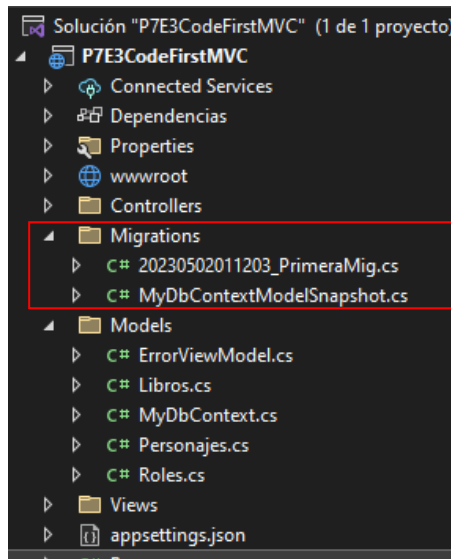 Solución "P7E3CodeFirstMVC" (1 de 1 proyecto)
P7E3CodeFirstMVC
Connected Services
Dependencias
Properties
wwwroot
Controllers
Migrations
C# 20230502011203_PrimeraMig.cs
C# MyDbContextModelSnapshot.cs
Models
C# ErrorViewModel.cs
C# Libros.cs
C# MyDbContext.cs
C# Personajes.cs
C# Roles.cs
Views
appsettings.json